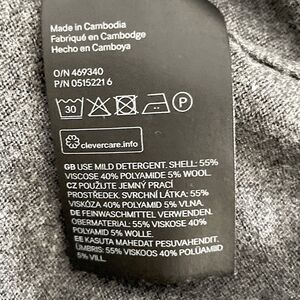 Made in Cambodia
Fabriqué en Cambodge
Hecho en Camboya
O/N 469340
P/N 05152216
30
P
clevercare.info
GB USE MILD DETERGENT. SHELL: 55%
VISCOSE 40% POLYAMIDE 5% WOOL.
CZ POUŽIJTE JEMNÝ PRACÍ
PROSTŘEDEK. SVRCHNÍ LÁTKA: 55%
VISKÓZA 40% POLYAMID 5% VLNA.
DE FEINWASCHMITTEL VERWENDEN.
OBERMATERIAL: 55% VISKOSE 40%
POLYAMID 5% WOLLE.
EE KASUTA MAHEDAT PESUVAHENDIT.
ÜMBRIS: 55% VISKOOS 40% POLÜAMIID
5% VILL.